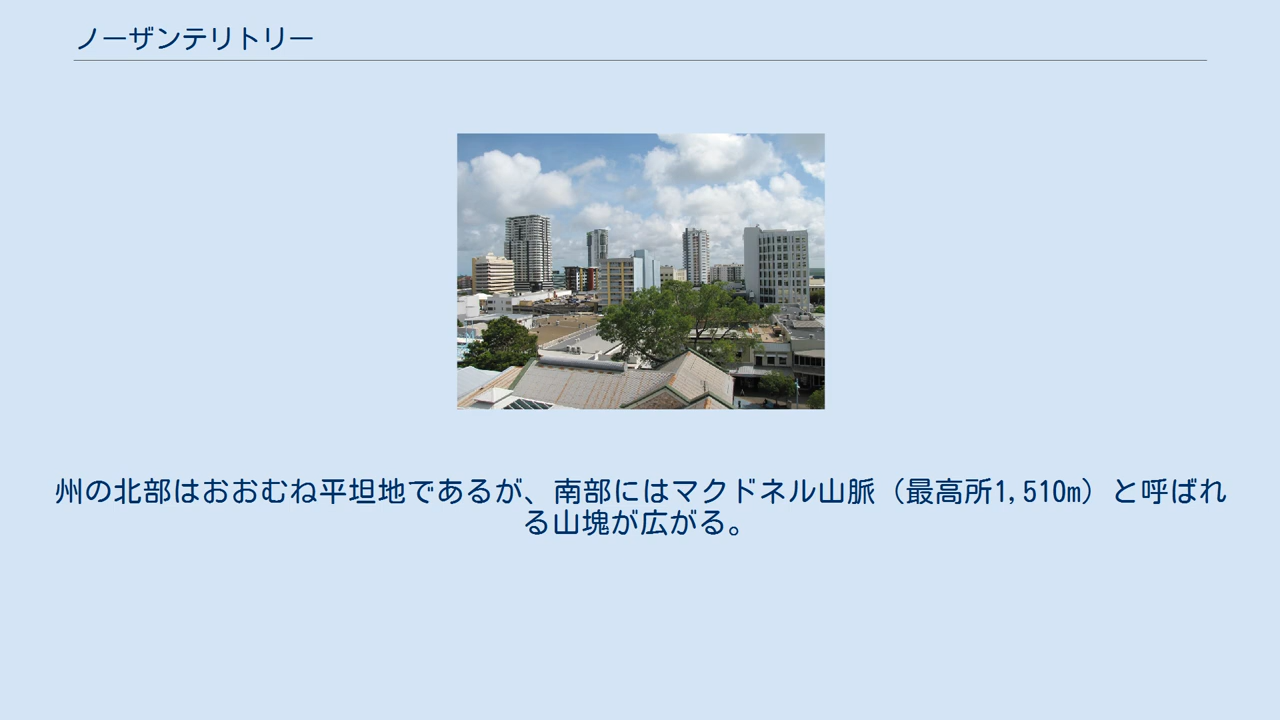 ノーザンテリトリー
州の北部はおおむね平坦地であるが、南部にはマクドネル山脈（最高所1,510m）と呼ばれ
る山塊が広がる。